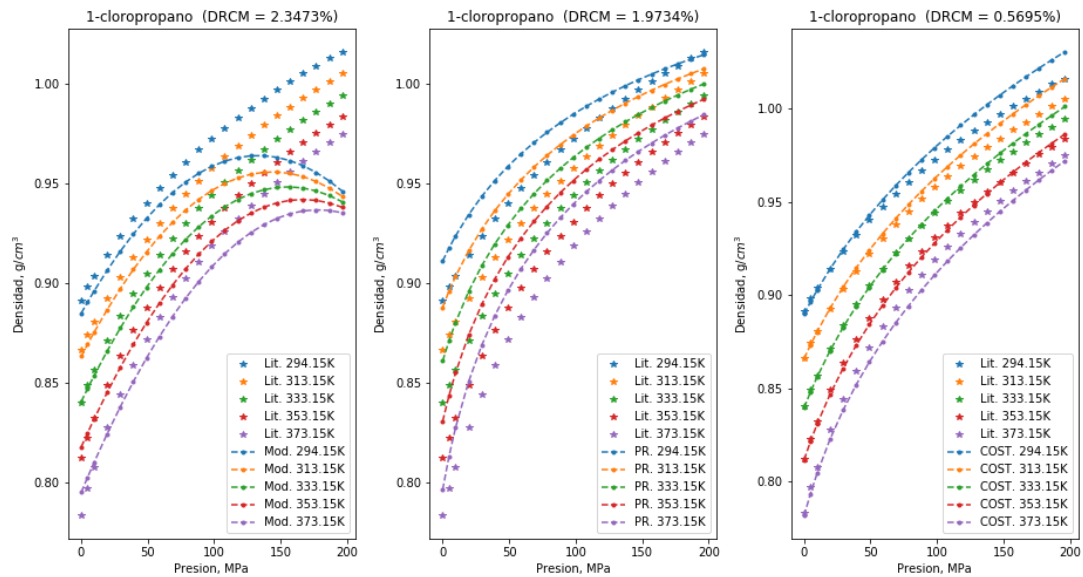 1-cloropropano (DRCM = 2.3473%)
Densidad, g/cm³
1.00
0.95
0.90
0.85
0.80
0
50
100
150
200
Presion, MPa
Lit. 294.15K
Lit. 313.15K
Lit. 333.15K
Lit. 353.15K
Lit. 373.15K
Mod. 294.15K
Mod. 313.15K
Mod. 333.15K
Mod. 353.15K
Mod. 373.15K
1-cloropropano (DRCM = 1.9734%)
Densidad, g/cm³
1.00
0.95
0.90
0.85
0.80
0
50
100
150
200
Presion, MPa
Lit. 294.15K
Lit. 313.15K
Lit. 333.15K
Lit. 353.15K
Lit. 373.15K
PR. 294.15K
PR. 313.15K
PR. 333.15K
PR. 353.15K
PR. 373.15K
1-cloropropano (DRCM = 0.5695%)
Densidad, g/cm³
1.00
0.95
0.90
0.85
0.80
0
50
100
150
200
Presion, MPa
Lit. 294.15K
Lit. 313.15K
Lit. 333.15K
Lit. 353.15K
Lit. 373.15K
COST. 294.15K
COST. 313.15K
COST. 333.15K
COST. 353.15K
COST. 373.15K